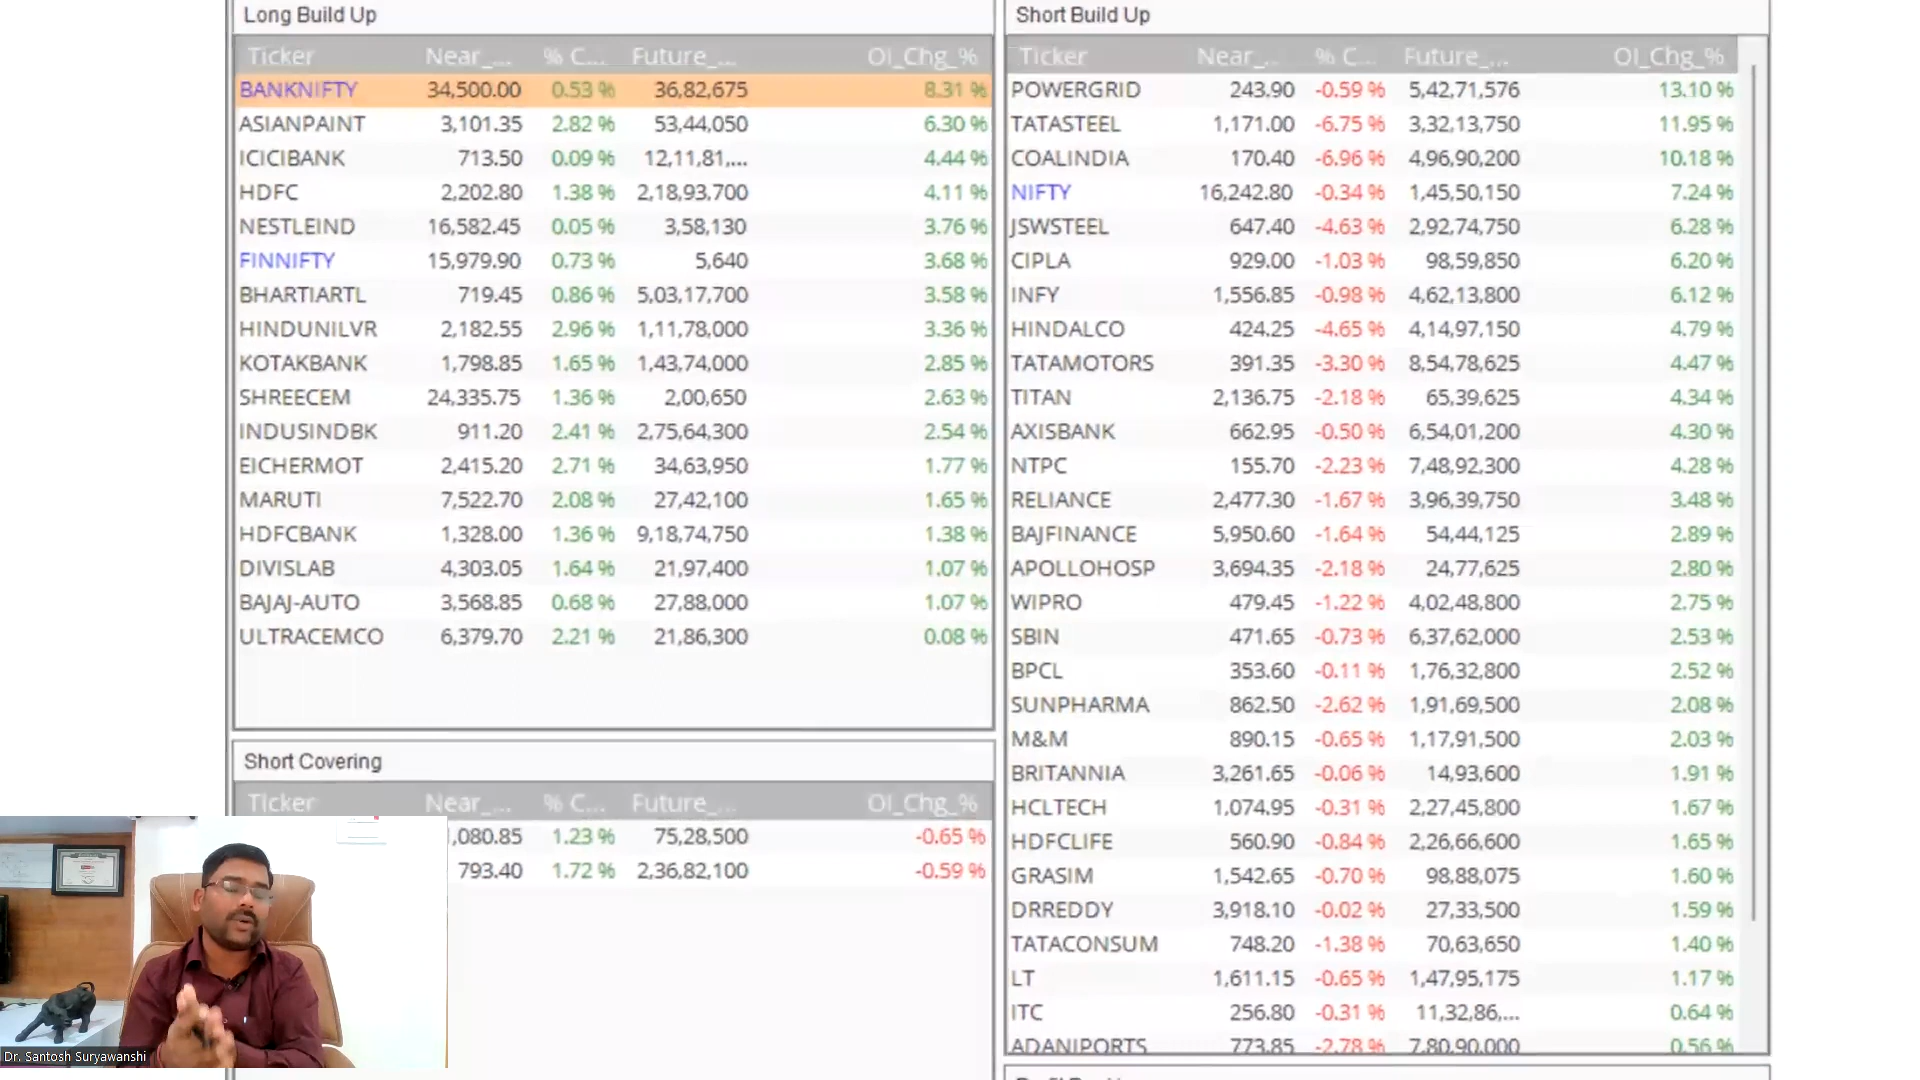 Long Build Up
Ticker Near_... % C... Future_... OI_Chg_%
BANKNIFTY 34,500.00 0.53 % 36,82,675 8.31 %
ASIANPAINT 3,101.35 2.82 % 53,44,050 6.30 %
ICICIBANK 713.50 0.09 % 12,11,81,... 4.44 %
HDFC 2,202.80 1.38 % 2,18,93,700 4.11 %
NESTLEIND 16,582.45 0.05 % 3,58,130 3.76 %
FINNIFTY 15,979.90 0.73 % 5,640 3.68 %
BHARTIARTL 719.45 0.86 % 5,03,17,700 3.58 %
HINDUNILVR 2,182.55 2.96 % 1,11,78,000 3.36 %
KOTAKBANK 1,798.85 1.65 % 1,43,74,000 2.85 %
SHREECEM 24,335.75 1.36 % 2,00,650 2.63 %
INDUSINDBK 911.20 2.41 % 2,75,64,300 2.54 %
EICHERMOT 2,415.20 2.71 % 34,63,950 1.77 %
MARUTI 7,522.70 2.08 % 27,42,100 1.65 %
HDFCBANK 1,328.00 1.36 % 9,18,74,750 1.38 %
DIVISLAB 4,303.05 1.64 % 21,97,400 1.07 %
BAJAJ-AUTO 3,568.85 0.68 % 27,88,000 1.07 %
ULTRACEMCO 6,379.70 2.21 % 21,86,300 0.08 %
Short Covering
Ticker Near_... % C... Future_... OI_Chg_%
,080.85 1.23 % 75,28,500 -0.65 %
793.40 1.72 % 2,36,82,100 -0.59 %
Dr. Santosh Suryawanshi
Short Build Up
Ticker Near_... % C... Future_... OI_Chg_%
POWERGRID 243.90 -0.59 % 5,42,71,576 13.10 %
TATASTEEL 1,171.00 -6.75 % 3,32,13,750 11.95 %
COALINDIA 170.40 -6.96 % 4,96,90,200 10.18 %
NIFTY 16,242.80 -0.34 % 1,45,50,150 7.24 %
JSWSTEEL 647.40 -4.63 % 2,92,74,750 6.28 %
CIPLA 929.00 -1.03 % 98,59,850 6.20 %
INFY 1,556.85 -0.98 % 4,62,13,800 6.12 %
HINDALCO 424.25 -4.65 % 4,14,97,150 4.79 %
TATAMOTORS 391.35 -3.30 % 8,54,78,625 4.47 %
TITAN 2,136.75 -2.18 % 65,39,625 4.34 %
AXISBANK 662.95 -0.50 % 6,54,01,200 4.30 %
NTPC 155.70 -2.23 % 7,48,92,300 4.28 %
RELIANCE 2,477.30 -1.67 % 3,96,39,750 3.48 %
BAJFINANCE 5,950.60 -1.64 % 54,44,125 2.89 %
APOLLOHOSP 3,694.35 -2.18 % 24,77,625 2.80 %
WIPRO 479.45 -1.22 % 4,02,48,800 2.75 %
SBIN 471.65 -0.73 % 6,37,62,000 2.53 %
BPCL 353.60 -0.11 % 1,76,32,800 2.52 %
SUNPHARMA 862.50 -2.62 % 1,91,69,500 2.08 %
M&M 890.15 -0.65 % 1,17,91,500 2.03 %
BRITANNIA 3,261.65 -0.06 % 14,93,600 1.91 %
HCLTECH 1,074.95 -0.31 % 2,27,45,800 1.67 %
HDFCLIFE 560.90 -0.84 % 2,26,66,600 1.65 %
GRASIM 1,542.65 -0.70 % 98,88,075 1.60 %
DRREDDY 3,918.10 -0.02 % 27,33,500 1.59 %
TATACONSUM 748.20 -1.38 % 70,63,650 1.40 %
LT 1,611.15 -0.65 % 1,47,95,175 1.17 %
ITC 256.80 -0.31 % 11,32,86,... 0.64 %
ADANIPORTS 773.85 -2.78 % 7,80,90,000 0.56 %